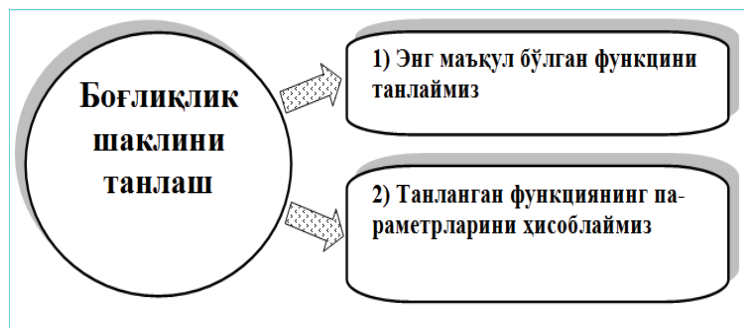 Боғлиқлик
шаклини
танлаш
1) Энг маъқул бўлган функцини
танлаймиз
2) Танланган функциянинг па-
раметрларини ҳисоблаймиз